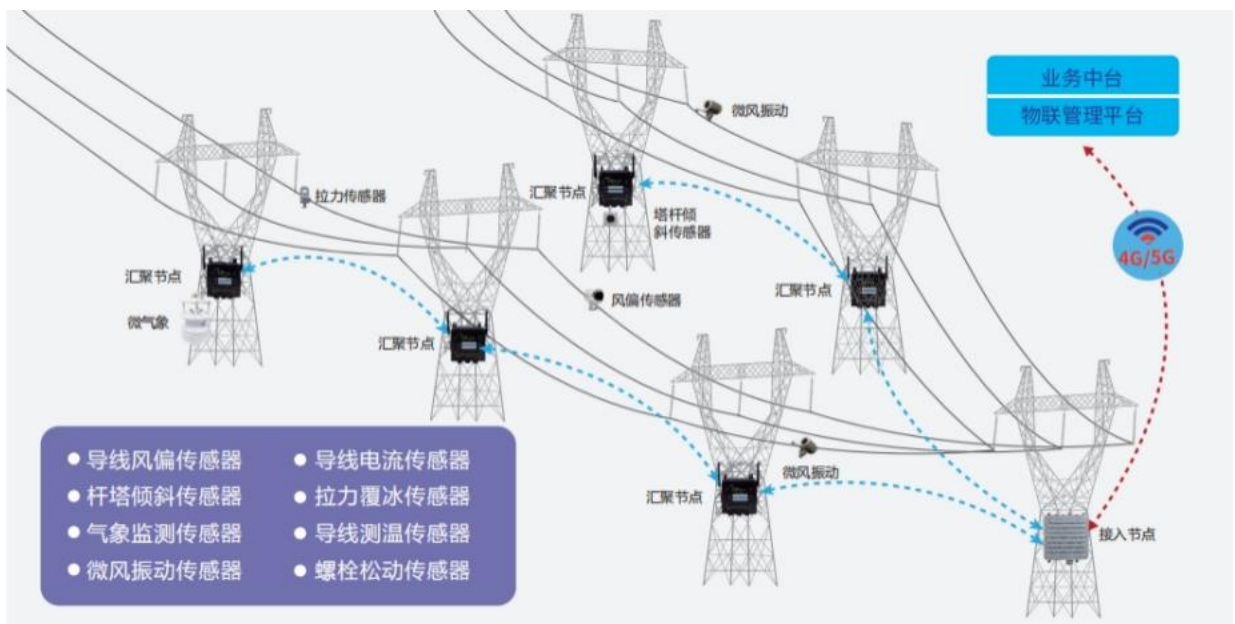 业务中台
物联管理平台
微风振动
汇聚节点
拉力传感器
塔杆倾
斜传感器
4G/5G
汇聚节点
汇聚节点
风偏传感器
微气象
汇聚节点
微风振动
汇聚节点
接入节点
导线风偏传感器
导线电流传感器
杆塔倾斜传感器
拉力覆冰传感器
气象监测传感器
导线测温传感器
微风振动传感器
螺栓松动传感器